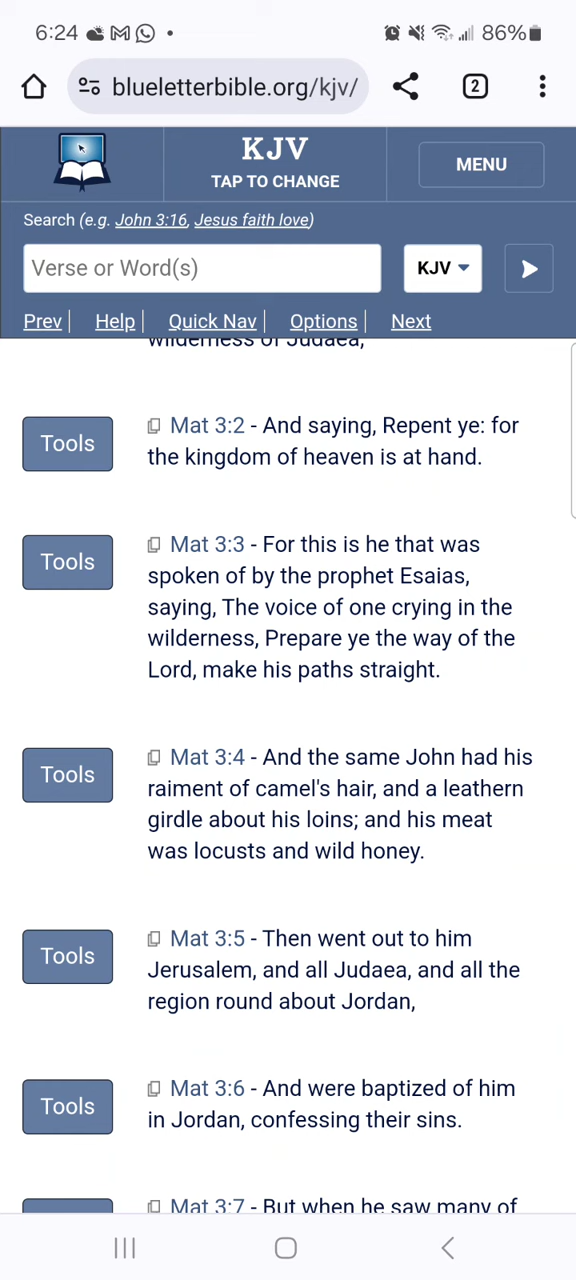 6:24 86%
blueletterbible.org/kjv/ 2
KJV
TAP TO CHANGE
MENU
Search (e.g. John 3:16, Jesus faith love)
Verse or Word(s) KJV
Prev| Help| Quick Nav| Options| Next
wilderness of Judaea,
Tools
Mat 3:2 - And saying, Repent ye: for
the kingdom of heaven is at hand.
Tools
Mat 3:3 - For this is he that was
spoken of by the prophet Esaias,
saying, The voice of one crying in the
wilderness, Prepare ye the way of the
Lord, make his paths straight.
Tools
Mat 3:4 - And the same John had his
raiment of camel's hair, and a leathern
girdle about his loins; and his meat
was locusts and wild honey.
Tools
Mat 3:5 - Then went out to him
Jerusalem, and all Judaea, and all the
region round about Jordan,
Tools
Mat 3:6 - And were baptized of him
in Jordan, confessing their sins.
Mat 3:7 - But when he saw many of